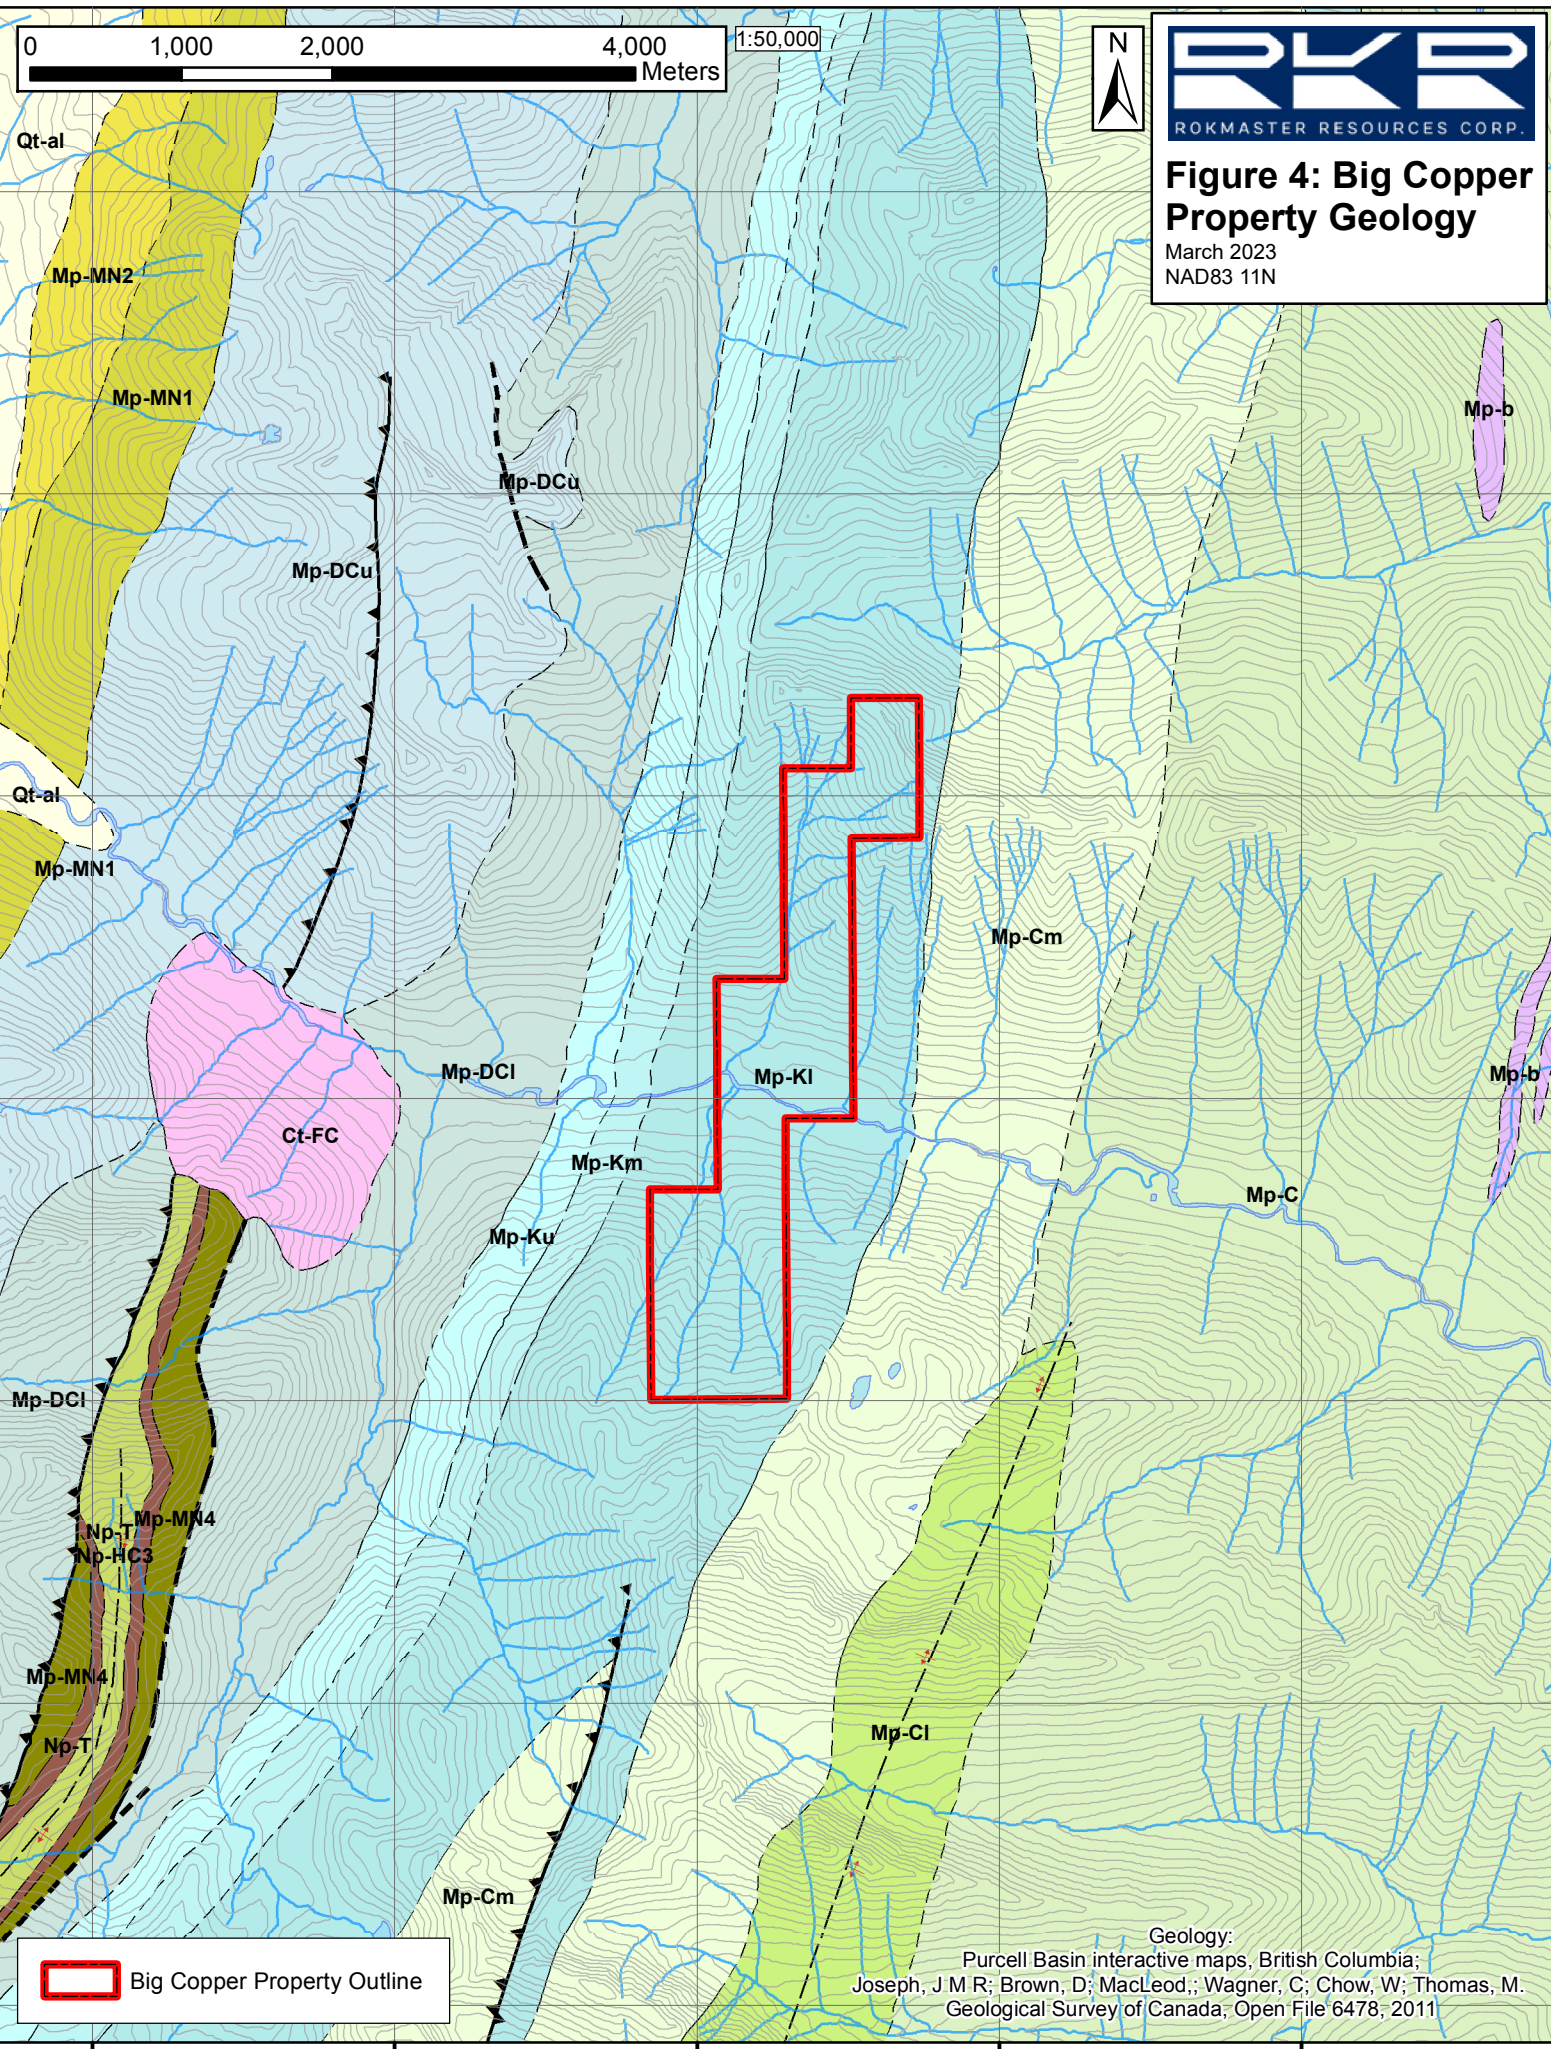 0 1,000 2,000 4,000
Meters
1:50,000
N
RKR
ROKMASTER RESOURCES CORP.
Figure 4: Big Copper
Property Geology
March 2023
NAD83 11N
Qt-al
Mp-MN2
Mp-MN1
Mp-b
Mp-DCu
Mp-DCu
Qt-al
Mp-MN1
Mp-Cm
Mp-DCl
Mp-Kl
Mp-b
Ct-FC
Mp-Km
Mp-C
Mp-Ku
Mp-DCl
Mp-MN4
Np-T
Np-HC3
Mp-MN4
Np-T
Mp-Cl
Mp-Cm
Big Copper Property Outline
Geology:
Purcell Basin interactive maps, British Columbia;
Joseph, J M R; Brown, D; MacLeod,; Wagner, C; Chow, W; Thomas, M.
Geological Survey of Canada, Open File 6478, 2011